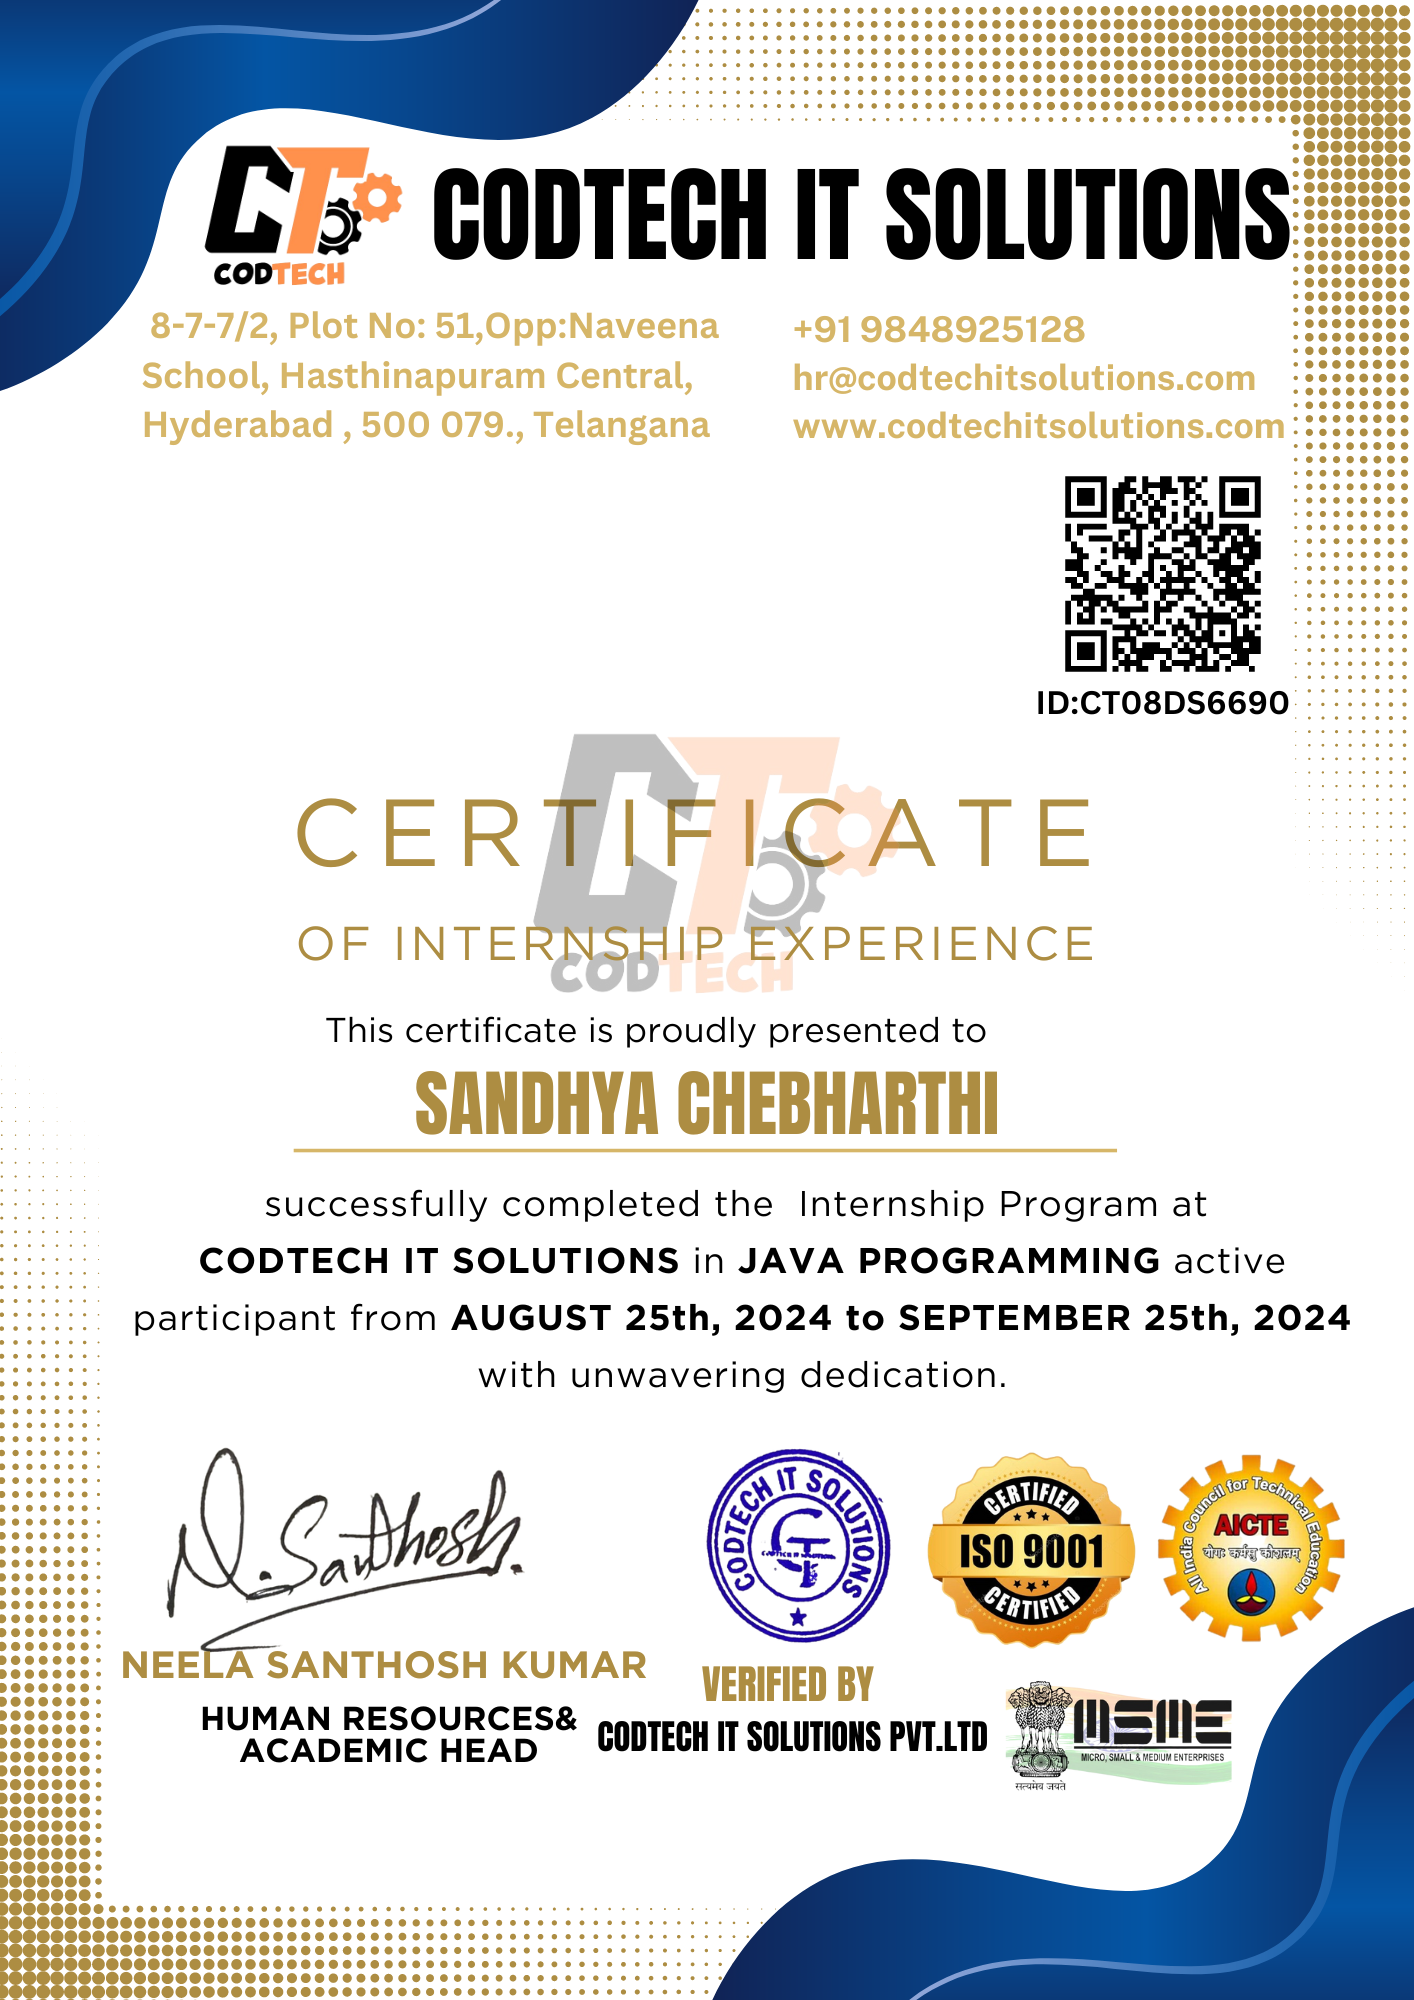 CT
CODTECH
CODTECH IT SOLUTIONS
8-7-7/2, Plot No: 51,Opp:Naveena
School, Hasthinapuram Central,
Hyderabad , 500 079., Telangana
+91 9848925128
hr@codtechitsolutions.com
www.codtechitsolutions.com
ID:CT08DS6690
CT
CERTIFICATE
OF INTERNSHIP EXPERIENCE
CODTECH
This certificate is proudly presented to
SANDHYA CHEBHARTHI
successfully completed the Internship Program at
CODTECH IT SOLUTIONS in JAVA PROGRAMMING active
participant from AUGUST 25th, 2024 to SEPTEMBER 25th, 2024
with unwavering dedication.
N. Santhosh.
NEELA SANTHOSH KUMAR
HUMAN RESOURCES&
ACADEMIC HEAD
CODTECH IT SOLUTIONS
CT
VERIFIED BY
CODTECH IT SOLUTIONS PVT.LTD
CERTIFIED
ISO 9001
CERTIFIED
All India Council for Technical Education
AICTE
योगः कर्मसु कौशलम्
MSME
MICRO, SMALL & MEDIUM ENTERPRISES
सत्यमेव जयते